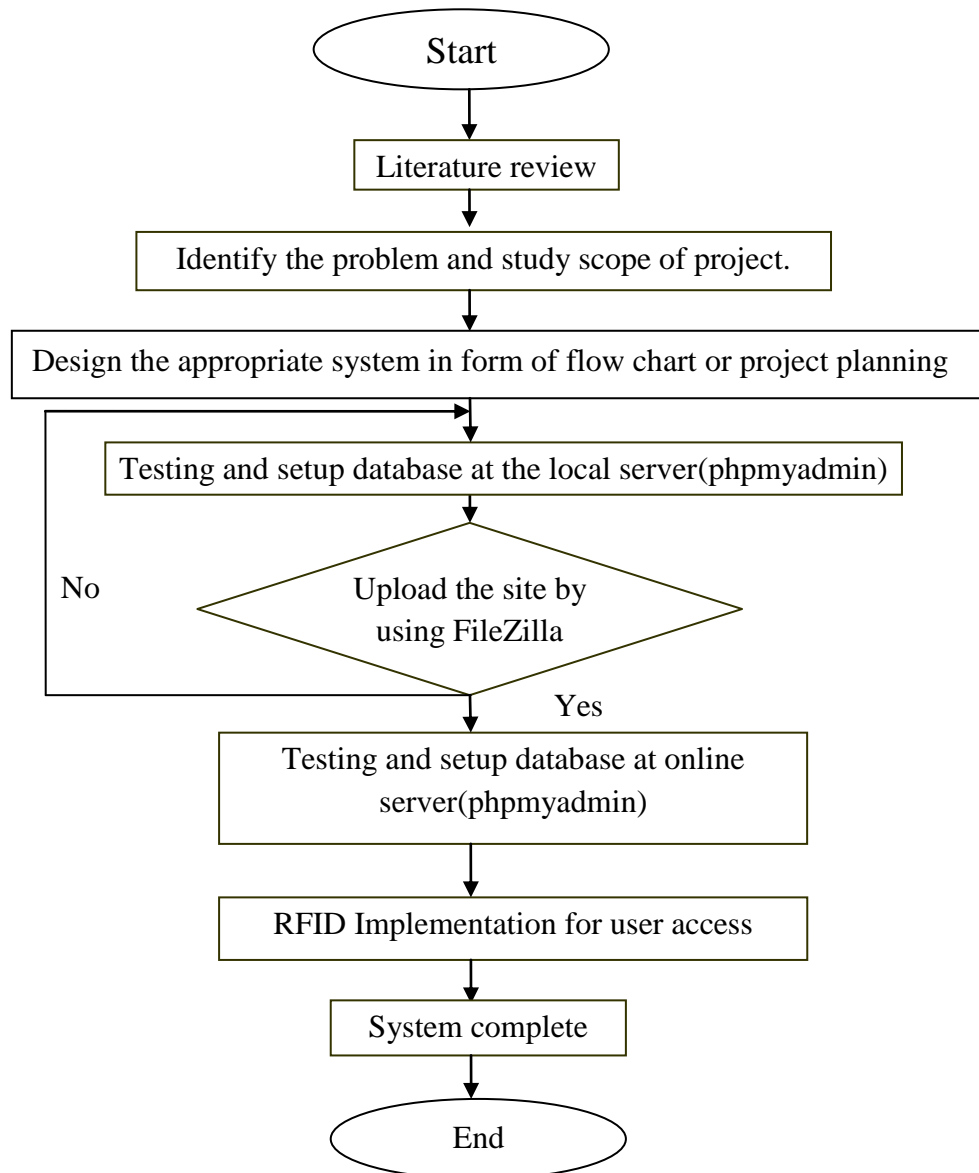 Start
Literature review
Identify the problem and study scope of project.
Design the appropriate system in form of flow chart or project planning
Testing and setup database at the local server(phpmyadmin)
No
Upload the site by
using FileZilla
Yes
Testing and setup database at online
server(phpmyadmin)
RFID Implementation for user access
System complete
End